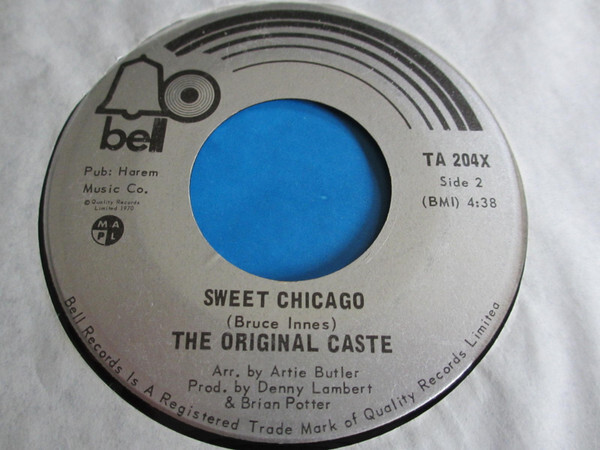 bell
TA 204X
Side 2
(BMI) 4:38
Pub: Harem
Music Co.
© Quality Records
Limited 1970
M A
P L
SWEET CHICAGO
(Bruce Innes)
THE ORIGINAL CASTE
Arr. by Artie Butler
Prod. by Denny Lambert
& Brian Potter
Bell Records Is A Registered Trade Mark of Quality Records Limited